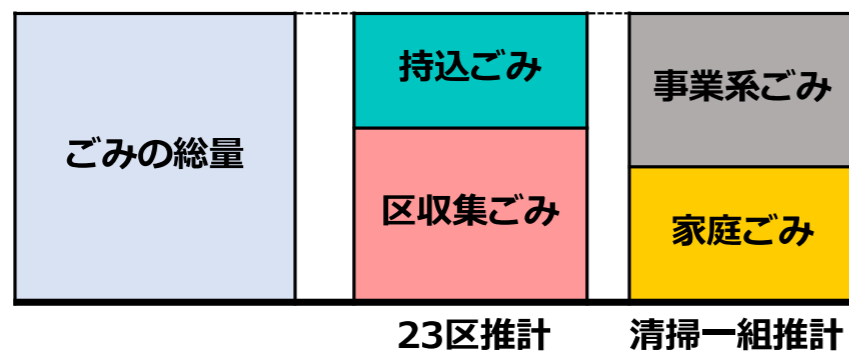 ごみの総量
持込ごみ
区収集ごみ
事業系ごみ
家庭ごみ
23区推計
清掃一組推計